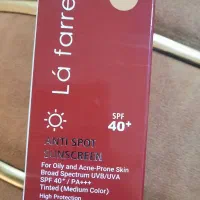 Lá farre
SPF
40+
ANTI SPOT
SUNSCREEN
For Oily and Acne-Prone Skin
Broad Spectrum UVB/UVA
SPF 40+ / PA+++
Tinted (Medium Color)
High Protection